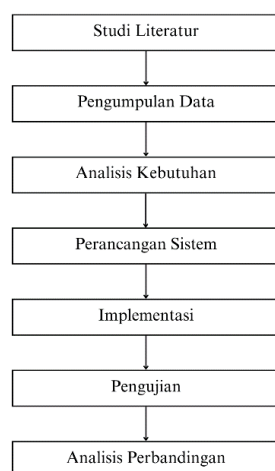 Studi Literatur
Pengumpulan Data
Analisis Kebutuhan
Perancangan Sistem
Implementasi
Pengujian
Analisis Perbandingan